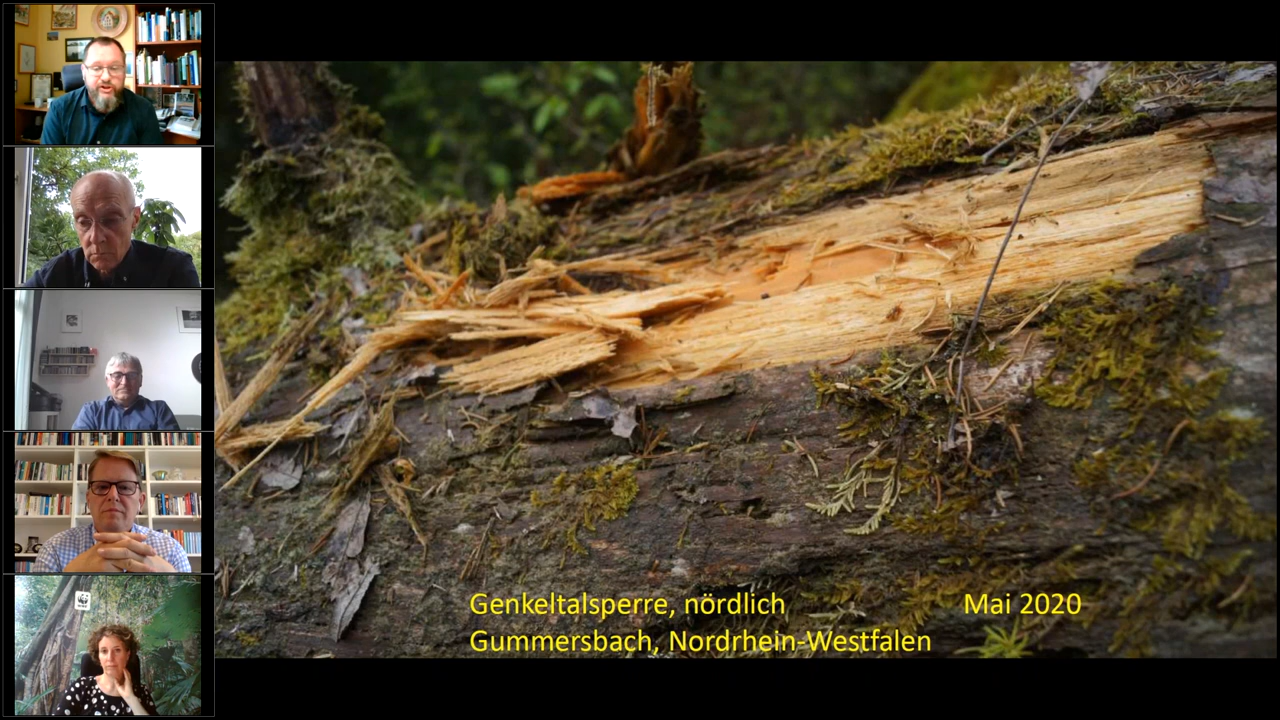 Genkeltalsperre, nördlich
Gummersbach, Nordrhein-Westfalen
Mai 2020